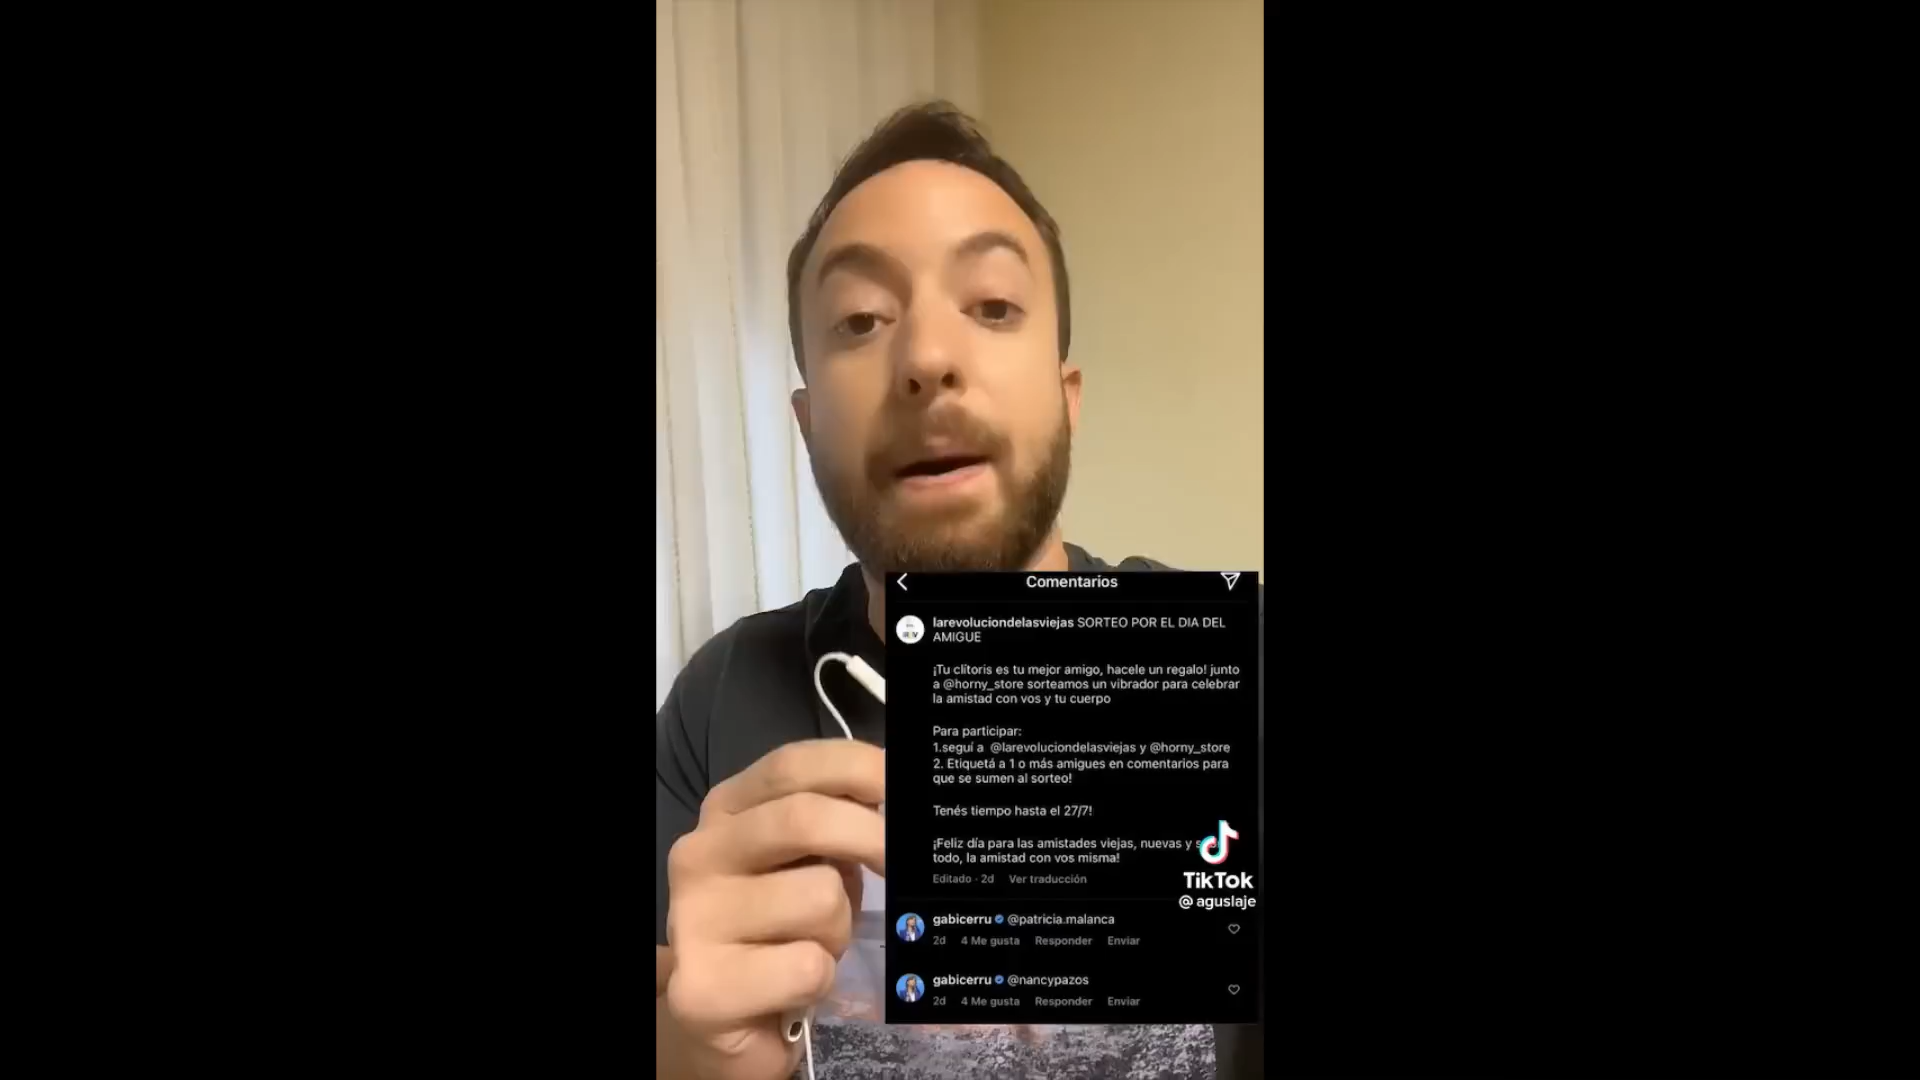 Comentarios
larevoluciondelasviejas SORTEO POR EL DIA DEL
AMIGUE
¡Tu clítoris es tu mejor amigo, hacele un regalo! junto
a @horny_store sorteamos un vibrador para celebrar
la amistad con vos y tu cuerpo
Para participar:
1.seguí a @larevoluciondelasviejas y @horny_store
2. Etiquetá a 1 o más amigues en comentarios para
que se sumen al sorteo!
Tenés tiempo hasta el 27/7!
¡Feliz día para las amistades viejas, nuevas y
todo, la amistad con vos misma!
Editado · 2d Ver traducción
TikTok
@aguslaje
gabicerru @patricia.malanca
2d 4 Me gusta Responder Enviar
gabicerru @nancypazos
2d 4 Me gusta Responder Enviar